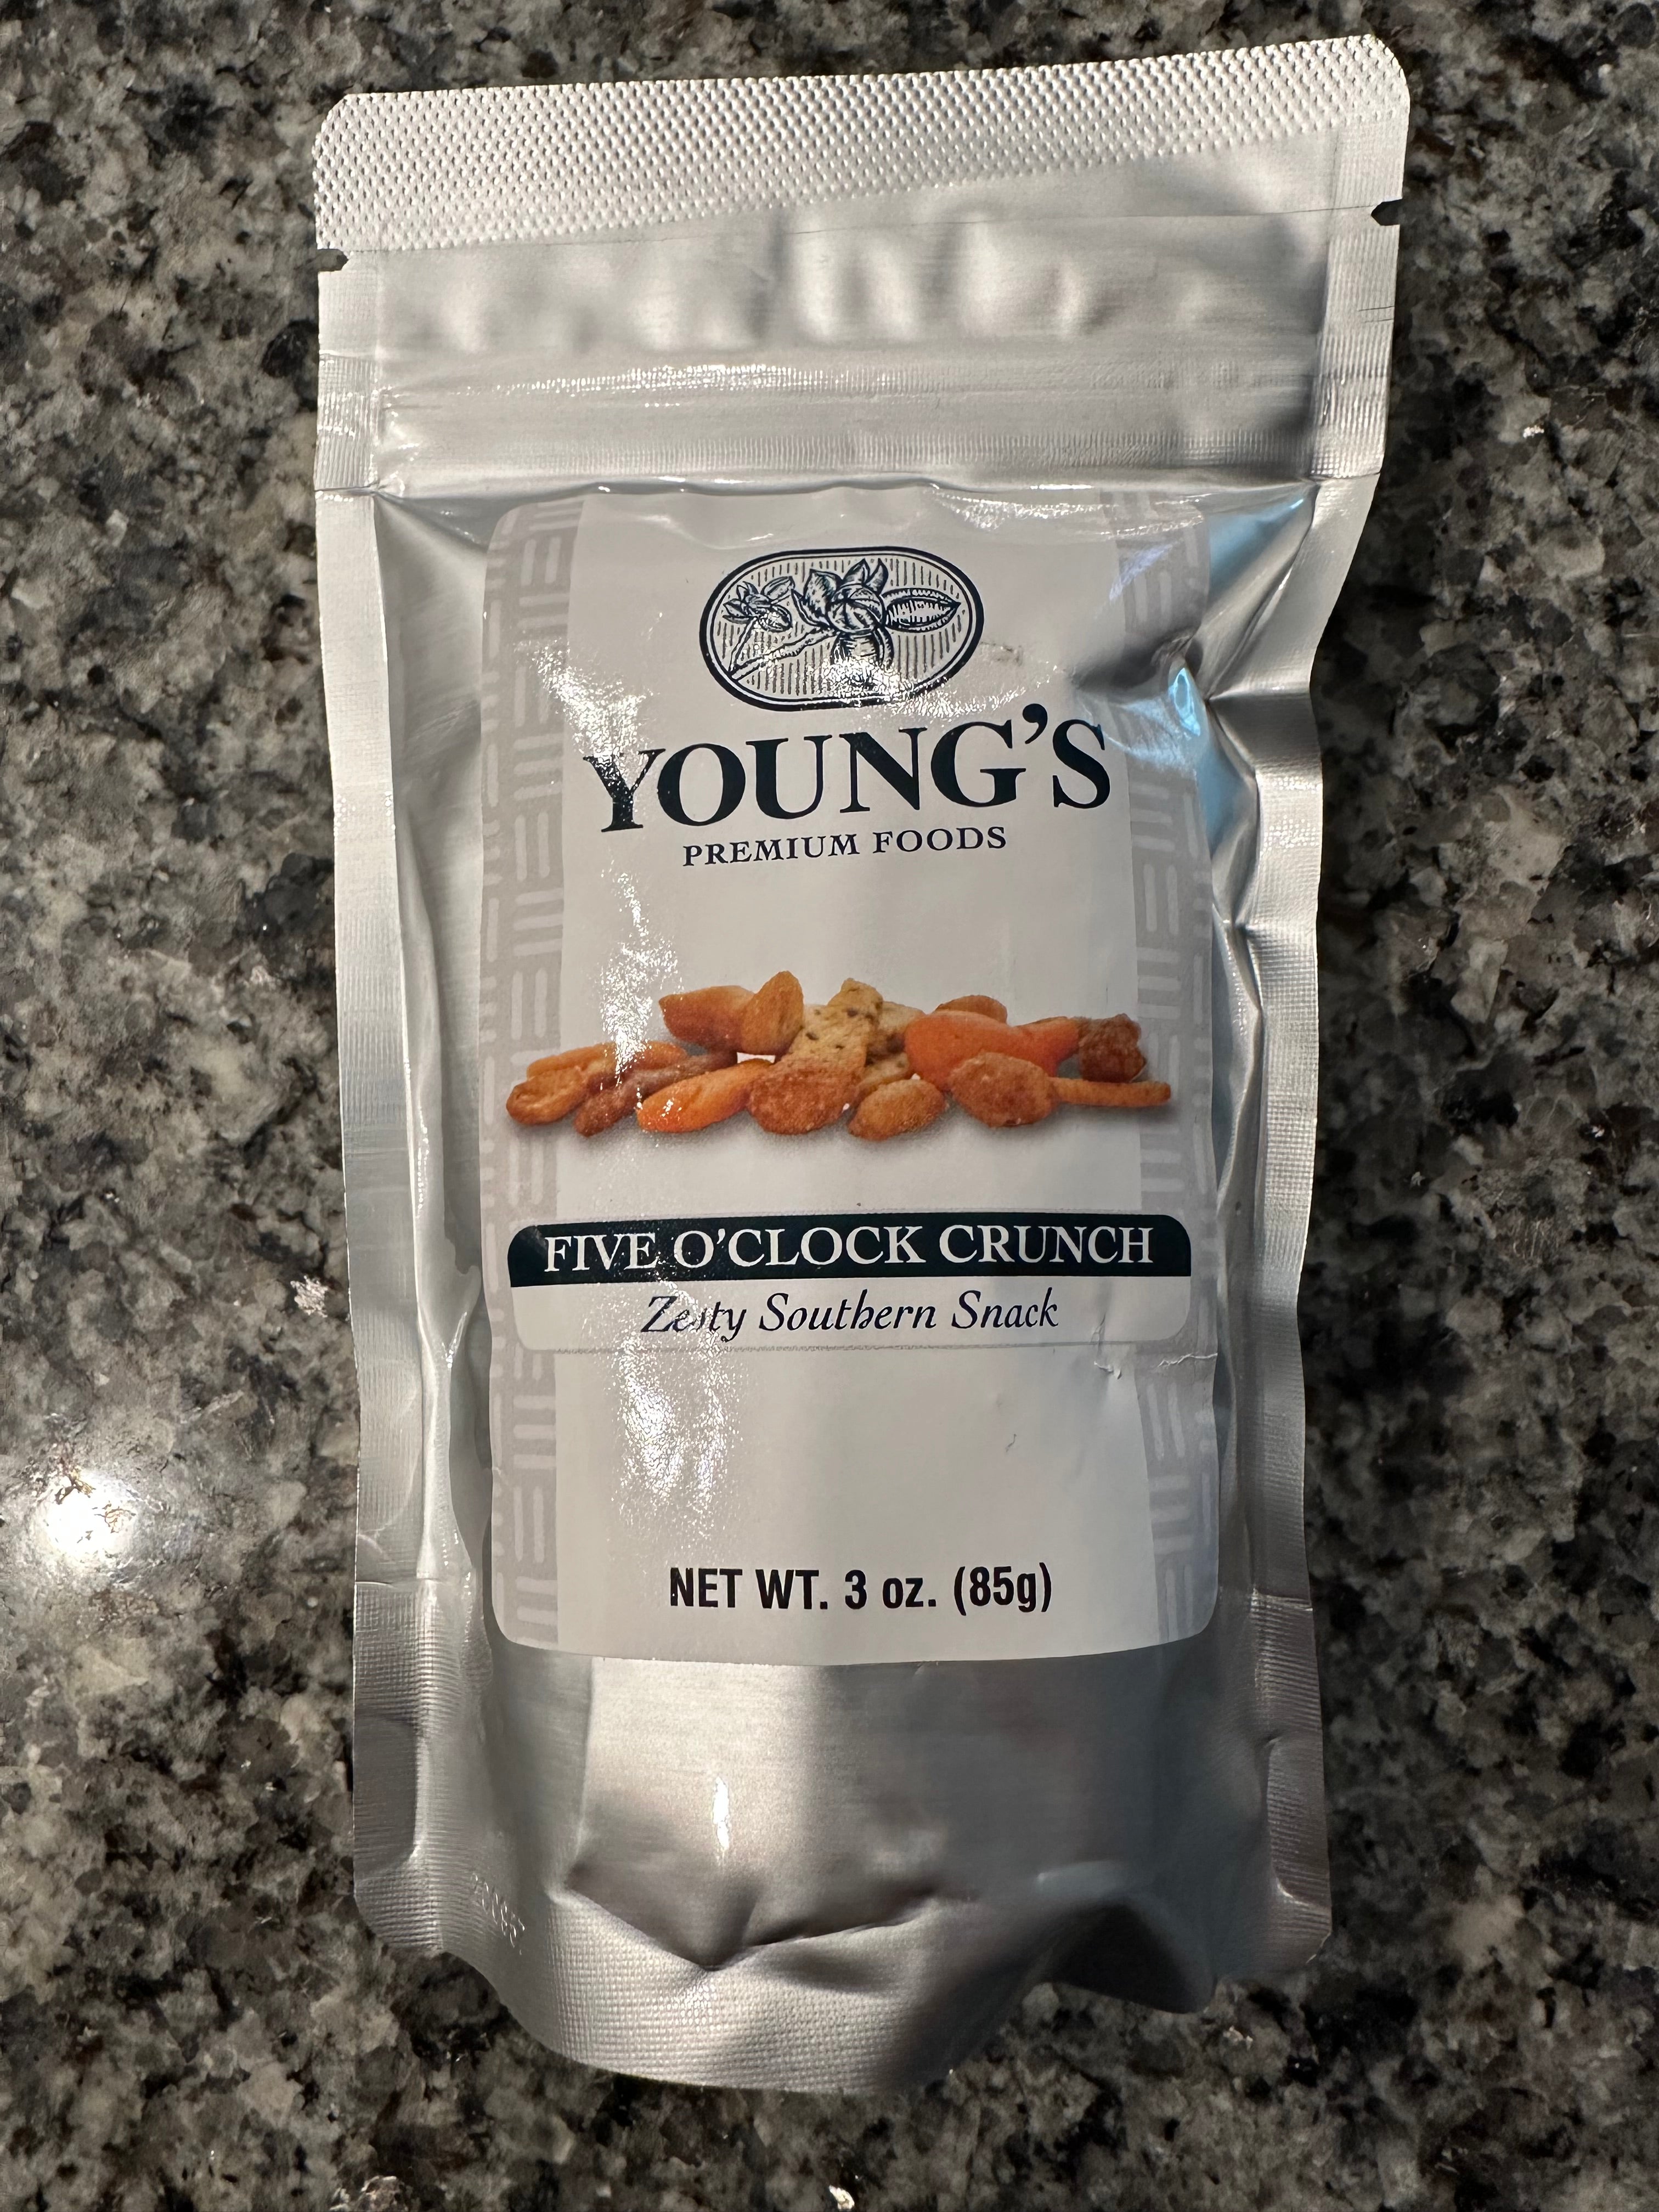 YOUNG'S
PREMIUM FOODS
FIVE O'CLOCK CRUNCH
Zesty Southern Snack
NET WT. 3 oz. (85g)